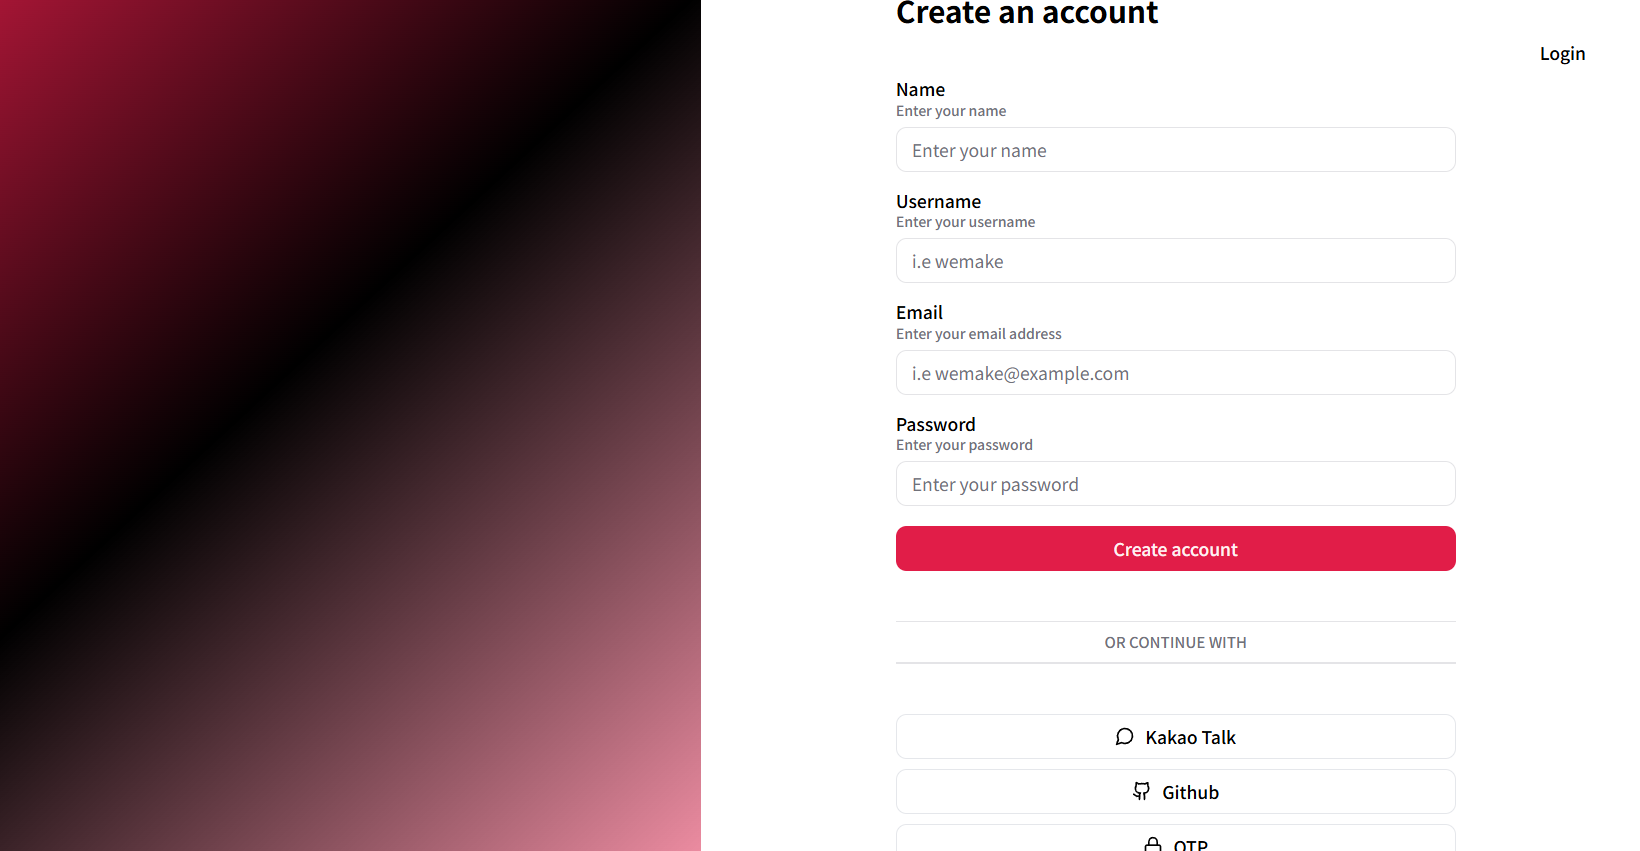 Create an account
Login
Name
Enter your name
Enter your name
Username
Enter your username
i.e wemake
Email
Enter your email address
i.e wemake@example.com
Password
Enter your password
Enter your password
Create account
OR CONTINUE WITH
Kakao Talk
Github
OTP